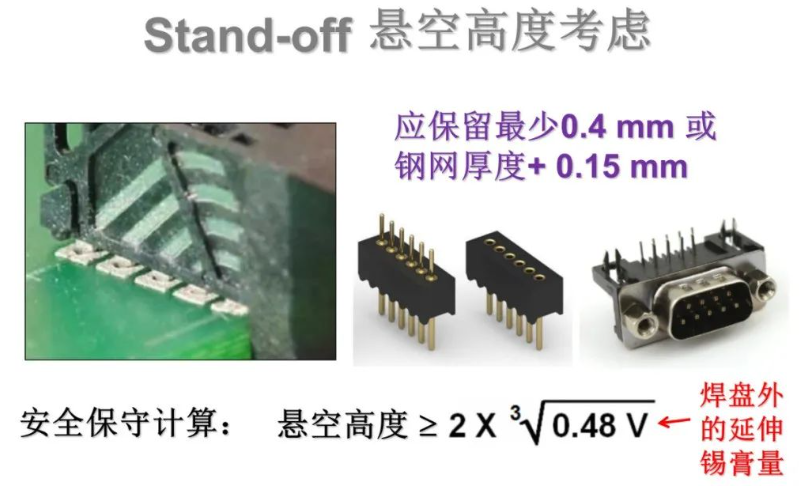 Stand-off 悬空高度考虑
应保留最少0.4 mm 或
钢网厚度+ 0.15 mm
安全保守计算： 悬空高度 ≥ 2 X ³√0.48 V
焊盘外
的延伸
锡膏量